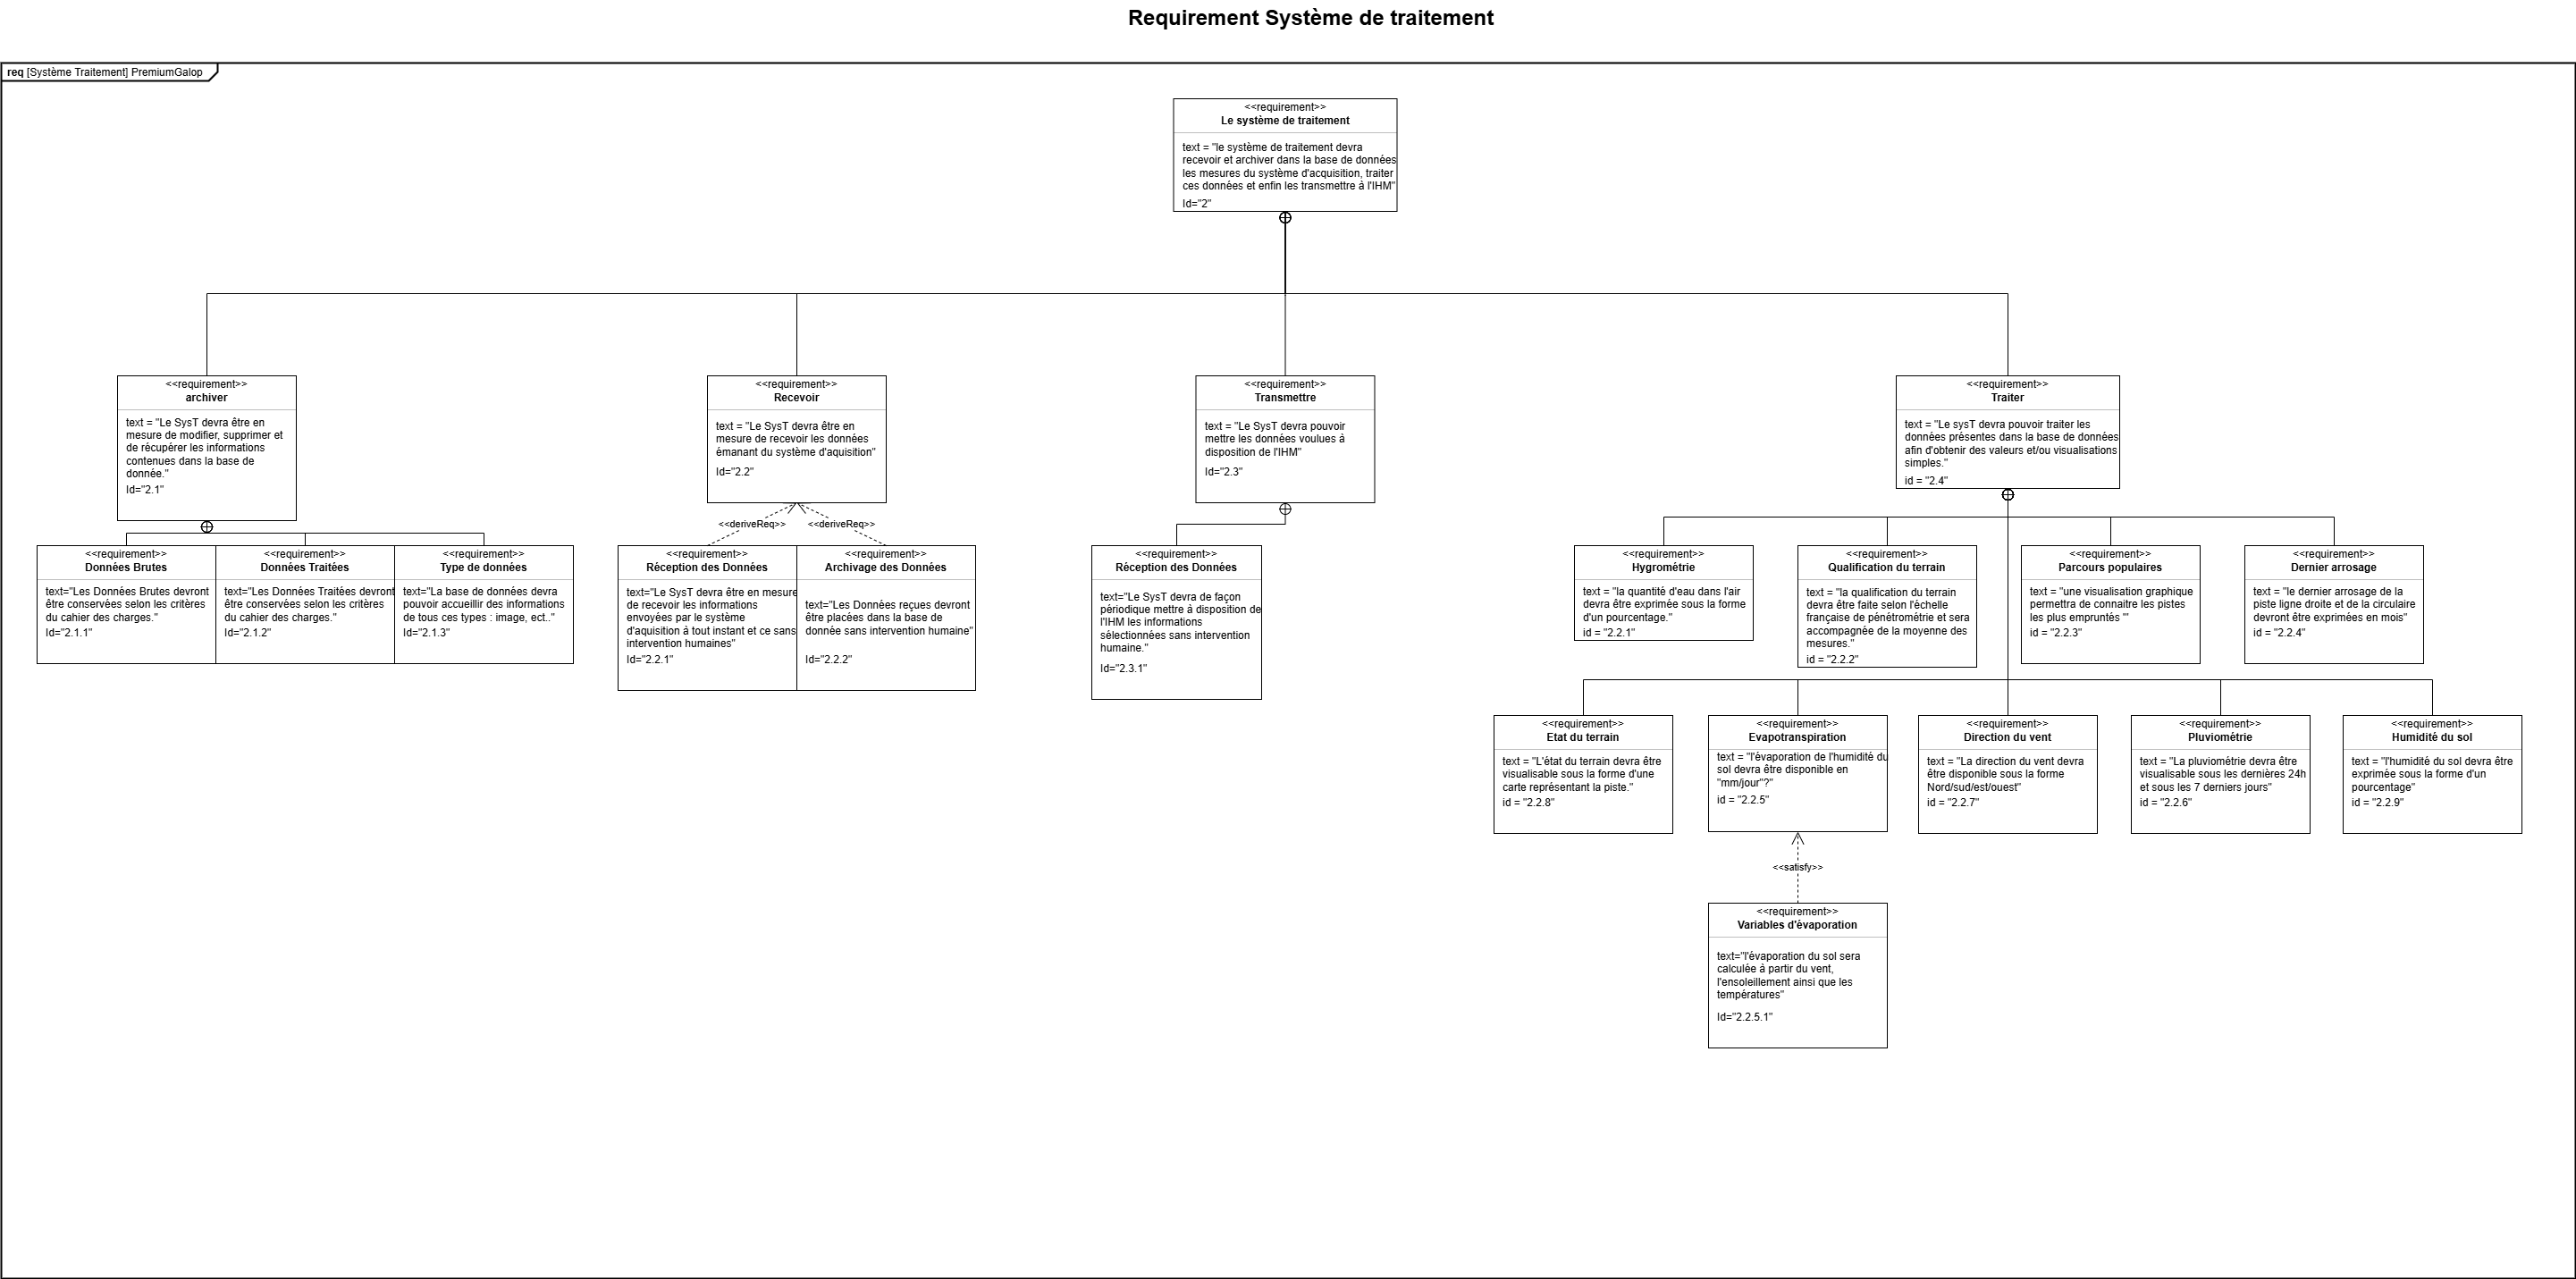 Requirement Système de traitement
req [Système Traitement] PremiumGalop
<<requirement>>
Le système de traitement
text = "le système de traitement devra
recevoir et archiver dans la base de données
les mesures du système d'acquisition, traiter
ces données et enfin les transmettre à l'IHM"
Id="2"
<<requirement>>
archiver
text = "Le SysT devra être en
mesure de modifier, supprimer et
de récupérer les informations
contenues dans la base de
donnée."
Id="2.1"
<<requirement>>
Recevoir
text = "Le SysT devra être en
mesure de recevoir les données
émanant du système d'aquisition"
Id="2.2"
<<requirement>>
Transmettre
text = "Le SysT devra pouvoir
mettre les données voulues à
disposition de l'IHM"
Id="2.3"
<<requirement>>
Traiter
text = "Le sysT devra pouvoir traiter les
données présentes dans la base de données
afin d'obtenir des valeurs et/ou visualisations
simples."
id = "2.4"
<<deriveReq>>
<<deriveReq>>
<<requirement>>
Données Brutes
text="Les Données Brutes devront
être conservées selon les critères
du cahier des charges."
Id="2.1.1"
<<requirement>>
Données Traitées
text="Les Données Traitées devront
être conservées selon les critères
du cahier des charges."
Id="2.1.2"
<<requirement>>
Type de données
text="La base de données devra
pouvoir accueillir des informations
de tous ces types : image, ect.."
Id="2.1.3"
<<requirement>>
Réception des Données
text="Le SysT devra être en mesure
de recevoir les informations
envoyées par le système
d'aquisition à tout instant et ce sans
intervention humaines"
Id="2.2.1"
<<requirement>>
Archivage des Données
text="Les Données reçues devront
être placées dans la base de
donnée sans intervention humaine"
Id="2.2.2"
<<requirement>>
Réception des Données
text="Le SysT devra de façon
périodique mettre à disposition de
l'IHM les informations
sélectionnées sans intervention
humaine."
Id="2.3.1"
<<requirement>>
Hygrométrie
text = "la quantité d'eau dans l'air
devra être exprimée sous la forme
d'un pourcentage."
id = "2.2.1"
<<requirement>>
Qualification du terrain
text = "la qualification du terrain
devra être faite selon l'échelle
française de pénétrométrie et sera
accompagnée de la moyenne des
mesures."
id = "2.2.2"
<<requirement>>
Parcours populaires
text = "une visualisation graphique
permettra de connaitre les pistes
les plus empruntés '"
id = "2.2.3"
<<requirement>>
Dernier arrosage
text = "le dernier arrosage de la
piste ligne droite et de la circulaire
devront être exprimées en mois"
id = "2.2.4"
<<requirement>>
Etat du terrain
text = "L'état du terrain devra être
visualisable sous la forme d'une
carte représentant la piste."
id = "2.2.8"
<<requirement>>
Evapotranspiration
text = "l'évaporation de l'humidité du
sol devra être disponible en
"mm/jour"?"
id = "2.2.5"
<<requirement>>
Direction du vent
text = "La direction du vent devra
être disponible sous la forme
Nord/sud/est/ouest"
id = "2.2.7"
<<requirement>>
Pluviométrie
text = "La pluviométrie devra être
visualisable sous les dernières 24h
et sous les 7 derniers jours"
id = "2.2.6"
<<requirement>>
Humidité du sol
text = "l'humidité du sol devra être
exprimée sous la forme d'un
pourcentage"
id = "2.2.9"
<<satisfy>>
<<requirement>>
Variables d'évaporation
text="l'évaporation du sol sera
calculée à partir du vent,
l'ensoleillement ainsi que les
températures"
Id="2.2.5.1"